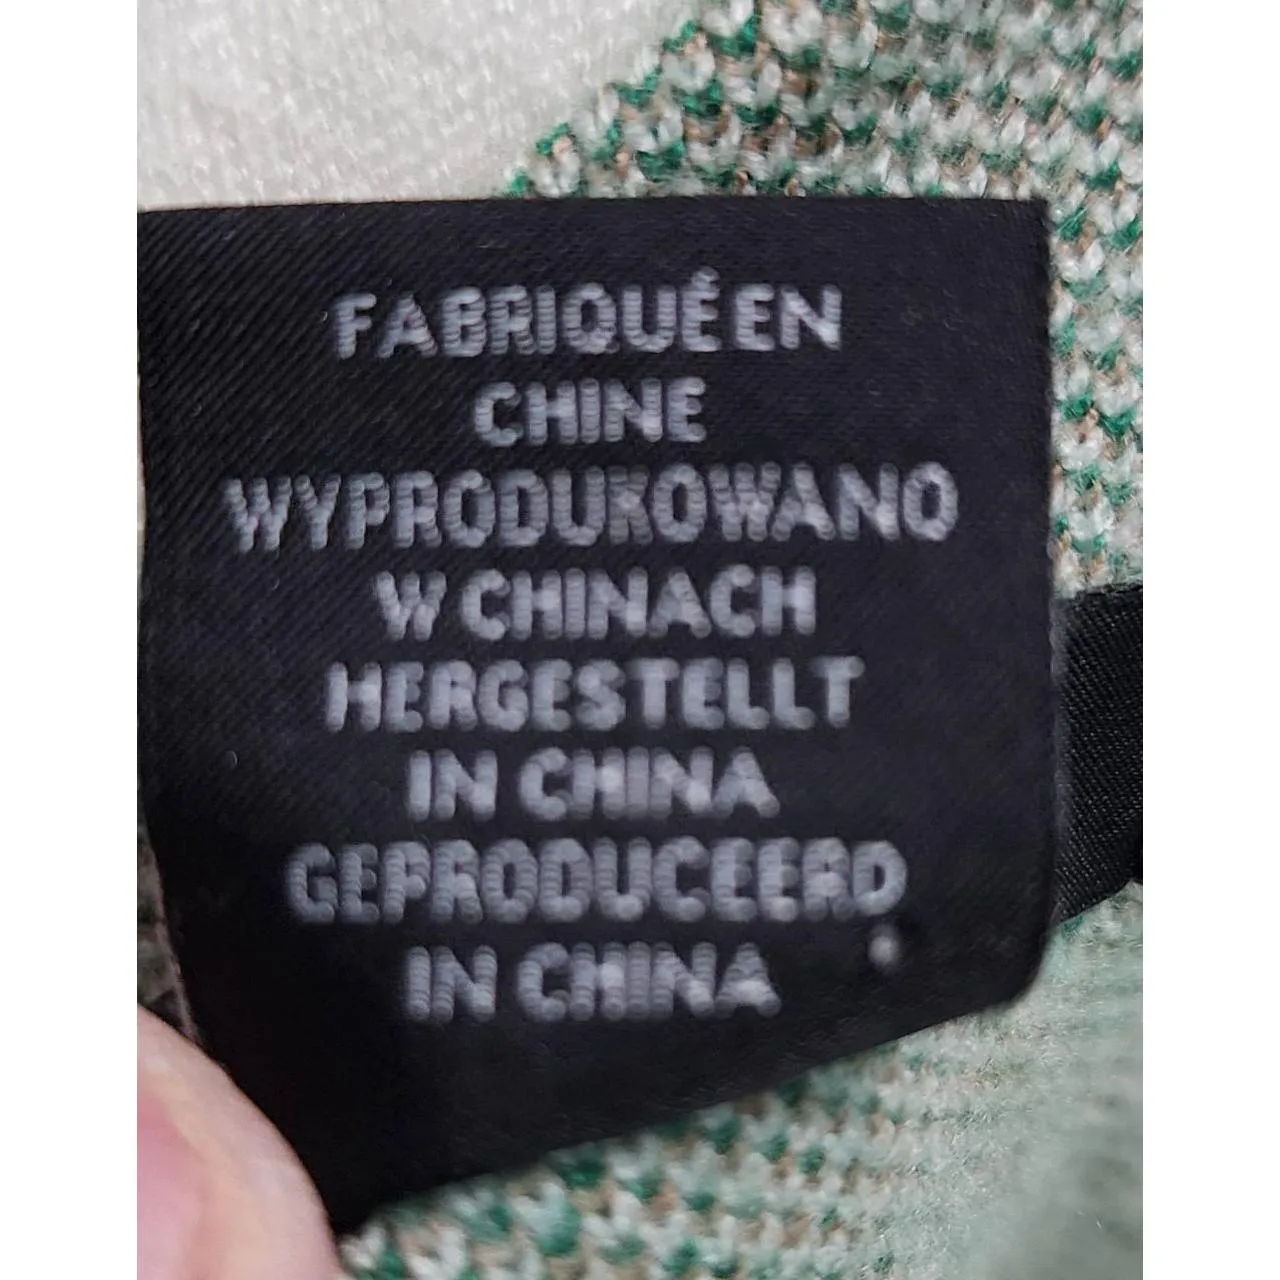 FABRIQUÉ EN
CHINE
WYPRODUKOWANO
W CHINACH
HERGESTELLT
IN CHINA
GEPRODUCEERD
IN CHINA